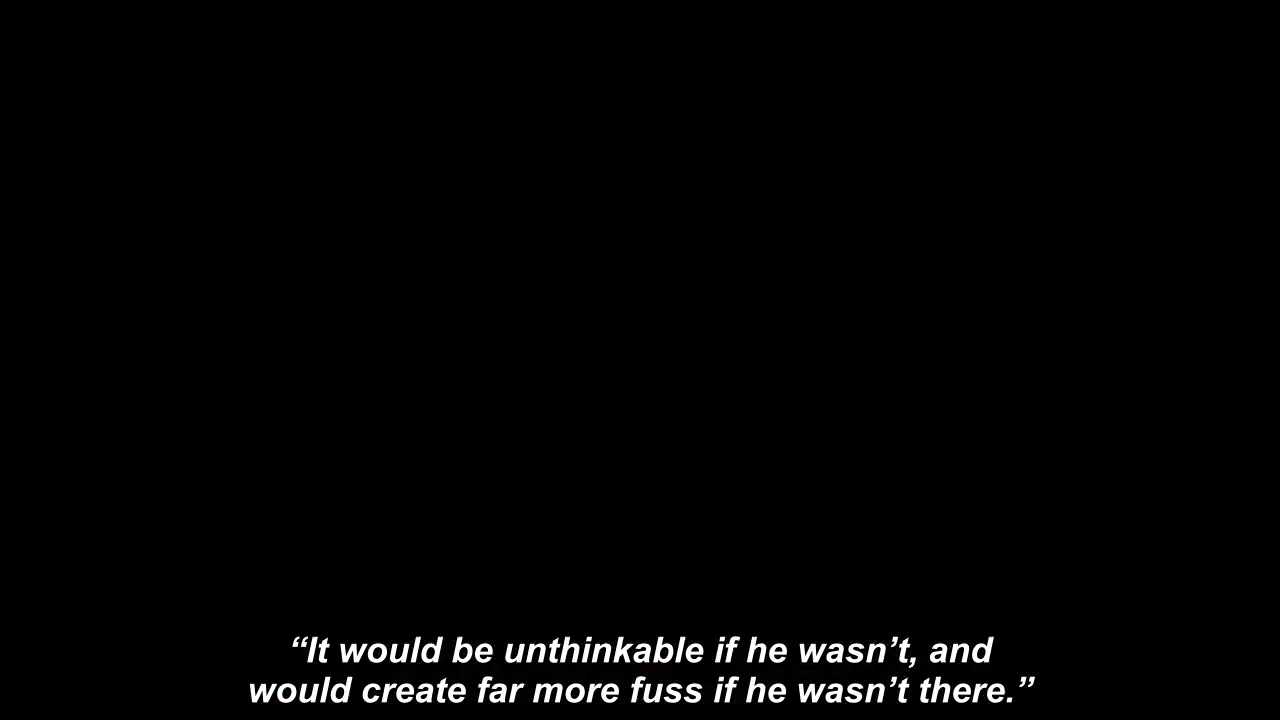 “It would be unthinkable if he wasn’t, and
would create far more fuss if he wasn’t there.”